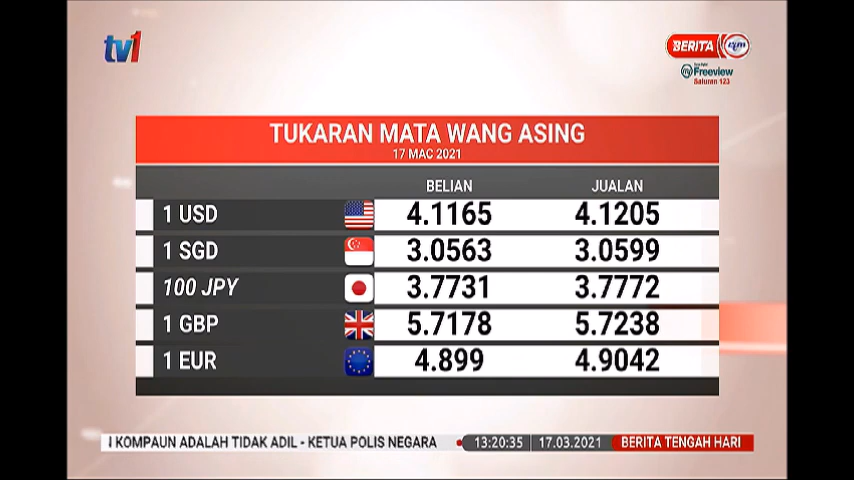 tv1
BERITA rtm
myFreeview
Saluran 123
TUKARAN MATA WANG ASING
17 MAC 2021
BELIAN JUALAN
1 USD 4.1165 4.1205
1 SGD 3.0563 3.0599
100 JPY 3.7731 3.7772
1 GBP 5.7178 5.7238
1 EUR 4.899 4.9042
KOMPAUN ADALAH TIDAK ADIL - KETUA POLIS NEGARA 13:20:35 17.03.2021 BERITA TENGAH HARI